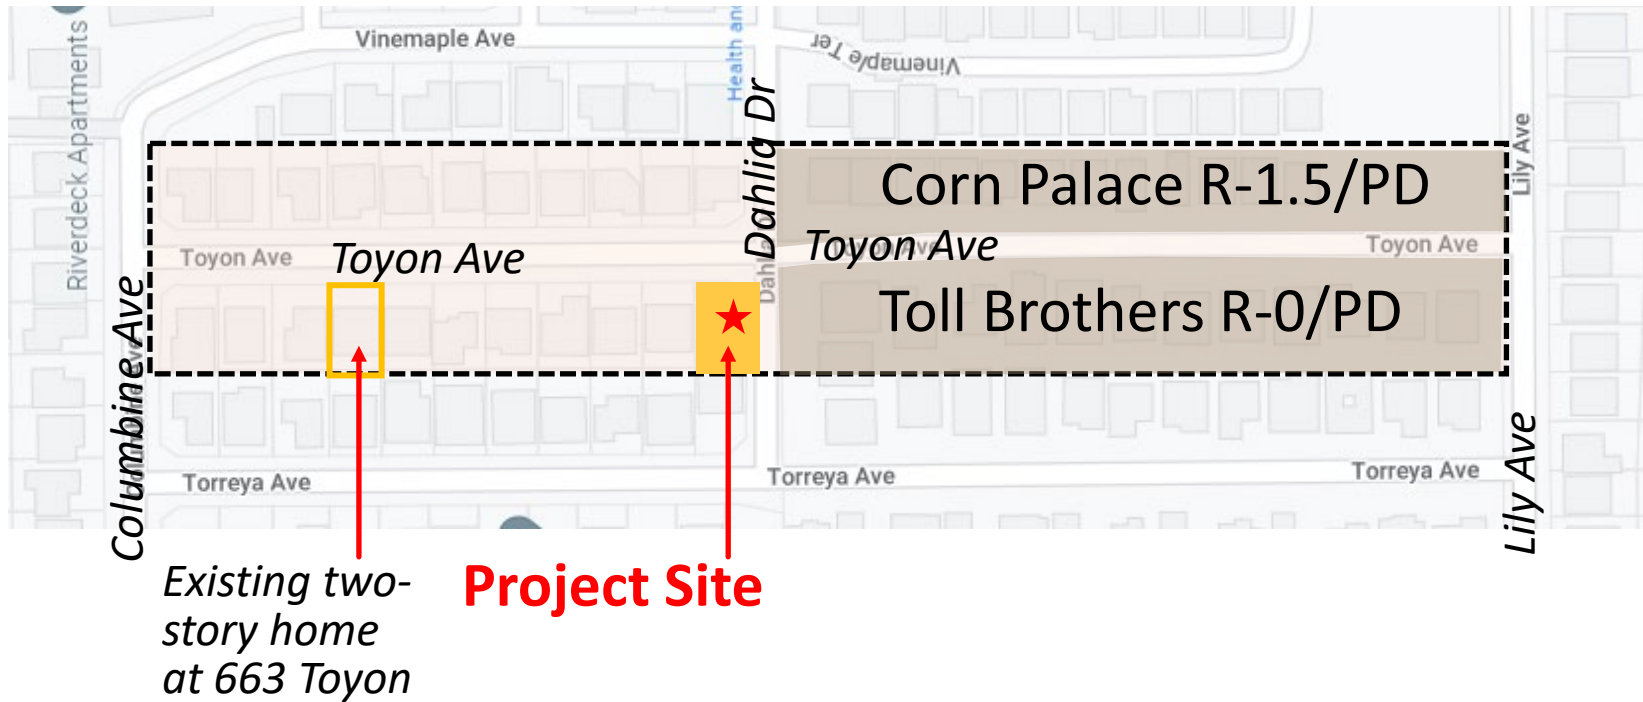 Vinemaple Ave
Health and
Vinemaple Ter
Riverdeck Apartments
Dahlia Dr
Lily Ave
Corn Palace R-1.5/PD
Toyon Ave
Toyon Ave
Toyon Ave
Toyon Ave
Columbine Ave
Toll Brothers R-0/PD
Torreya Ave
Torreya Ave
Torreya Ave
Lily Ave
Existing two-
story home
at 663 Toyon
Project Site